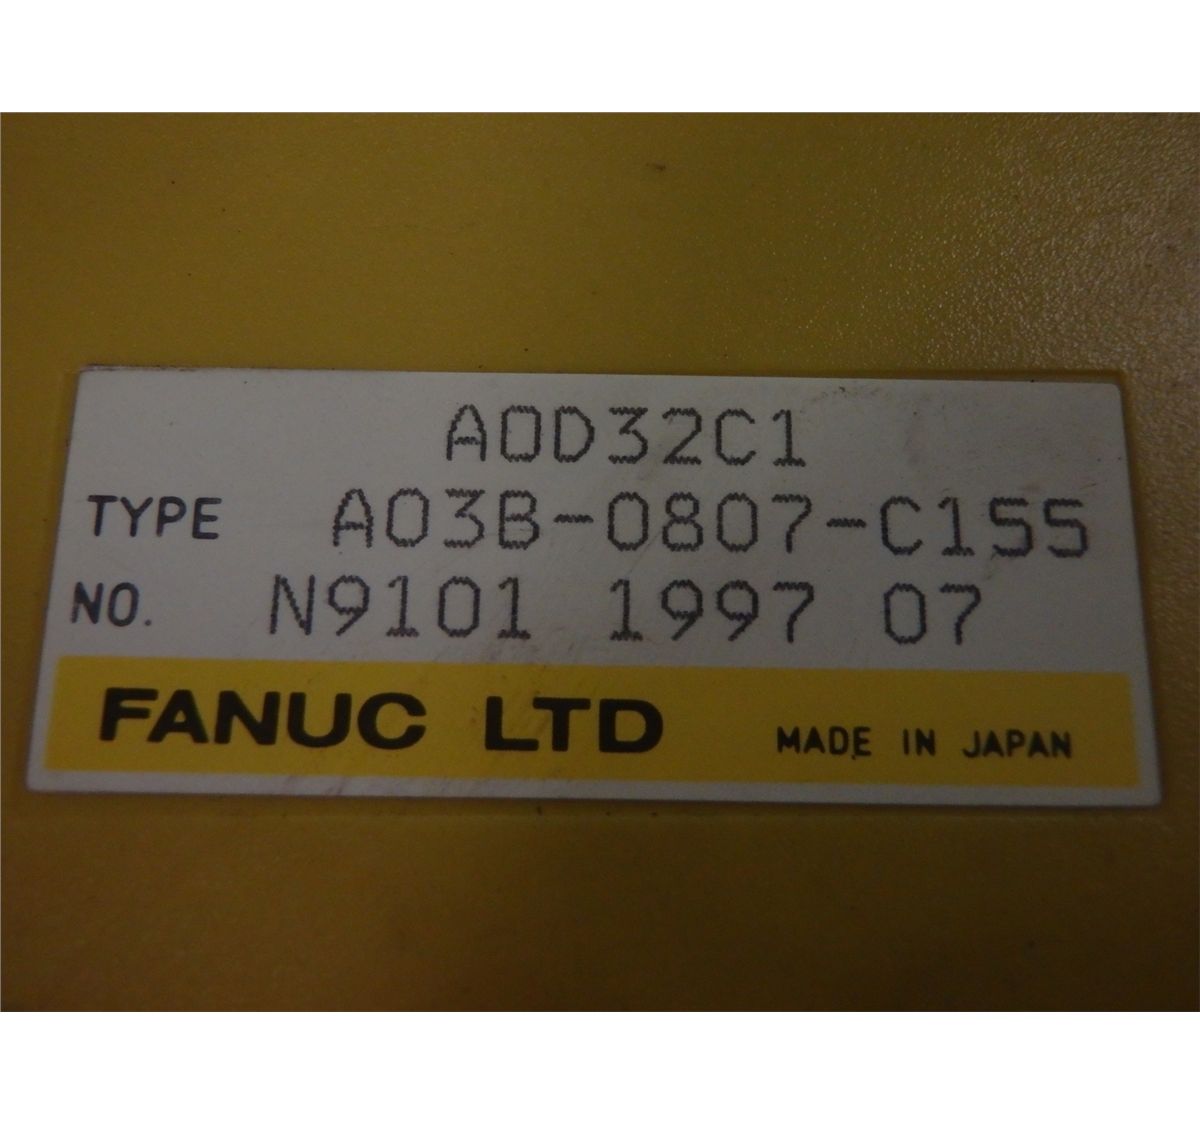 AOD32C1
TYPE A03B-0807-C155
NO. N9101 1997 07
FANUC LTD MADE IN JAPAN